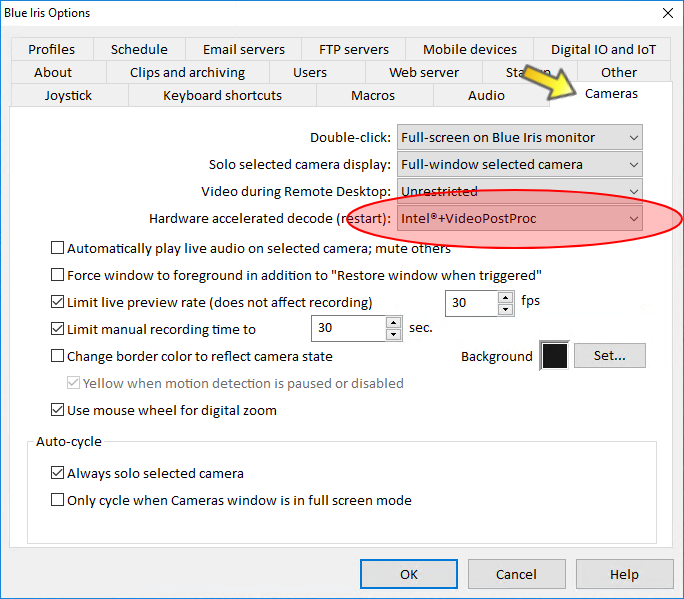 Blue Iris Options
Profiles Schedule Email servers FTP servers Mobile devices Digital IO and IoT
About Clips and archiving Users Web server Other
Joystick Keyboard shortcuts Macros Audio Cameras
Double-click: Full-screen on Blue Iris monitor
Solo selected camera display: Full-window selected camera
Video during Remote Desktop: Unrestricted
Hardware accelerated decode (restart): Intel®+VideoPostProc
Automatically play live audio on selected camera; mute others
Force window to foreground in addition to "Restore window when triggered"
Limit live preview rate (does not affect recording) 30 fps
Limit manual recording time to 30 sec.
Change border color to reflect camera state Background Set...
Yellow when motion detection is paused or disabled
Use mouse wheel for digital zoom
Auto-cycle
Always solo selected camera
Only cycle when Cameras window is in full screen mode
OK Cancel Help